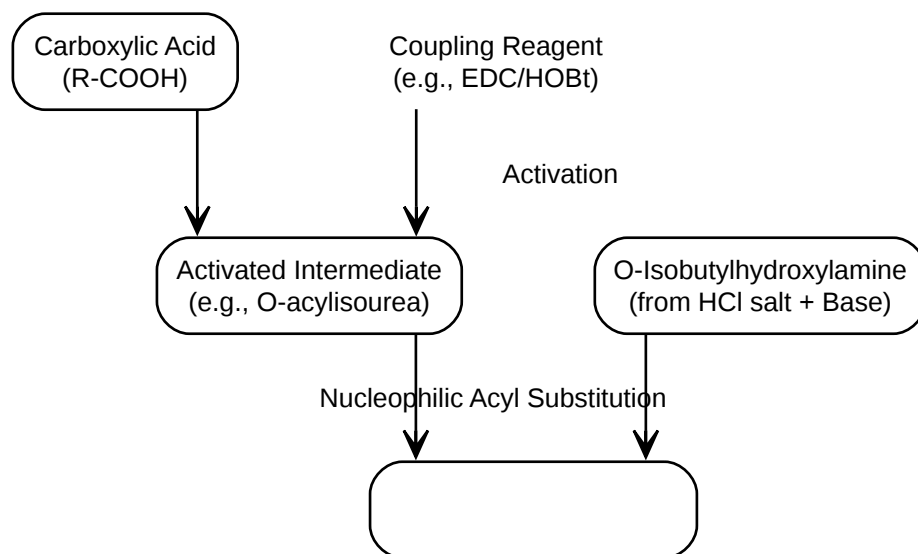 Carboxylic Acid
(R-COOH)
Coupling Reagent
(e.g., EDC/HOBt)
Activation
Activated Intermediate
(e.g., O-acylisourea)
O-Isobutylhydroxylamine
(from HCl salt + Base)
Nucleophilic Acyl Substitution